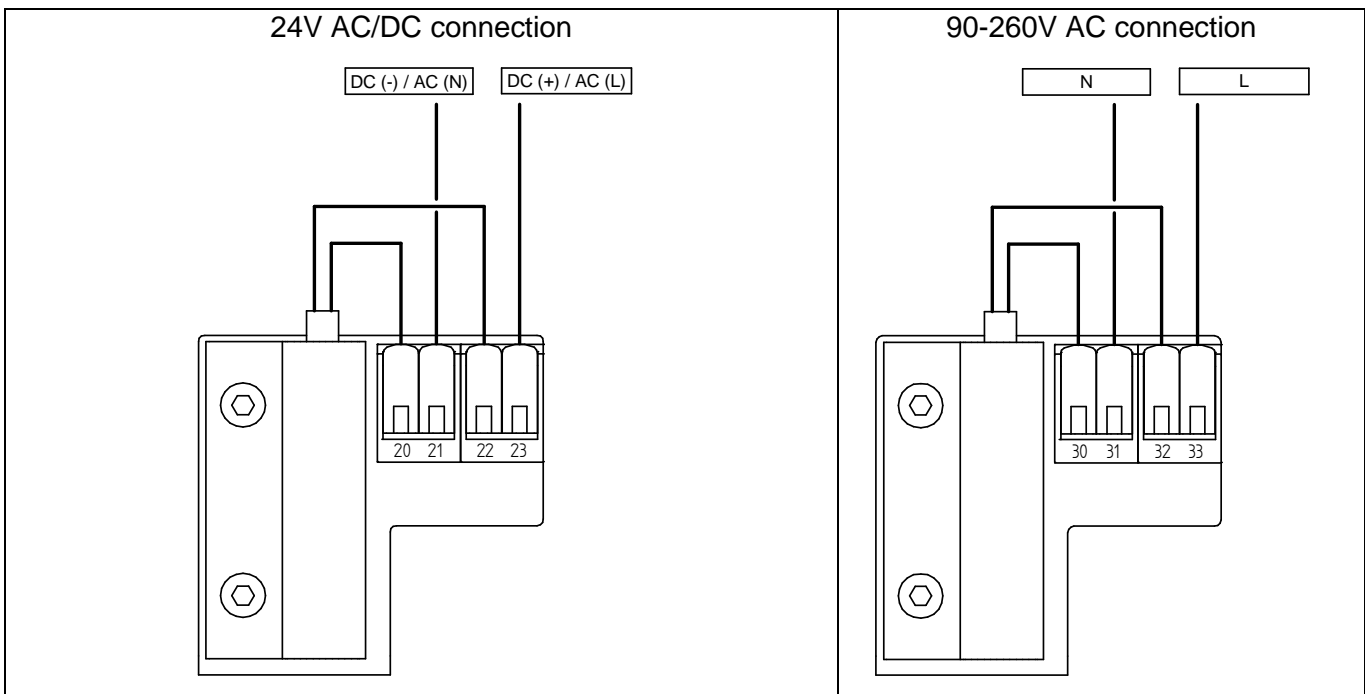 24V AC/DC connection
90-260V AC connection
DC (-) / AC (N)
DC (+) / AC (L)
N
L
20 21 22 23
30 31 32 33